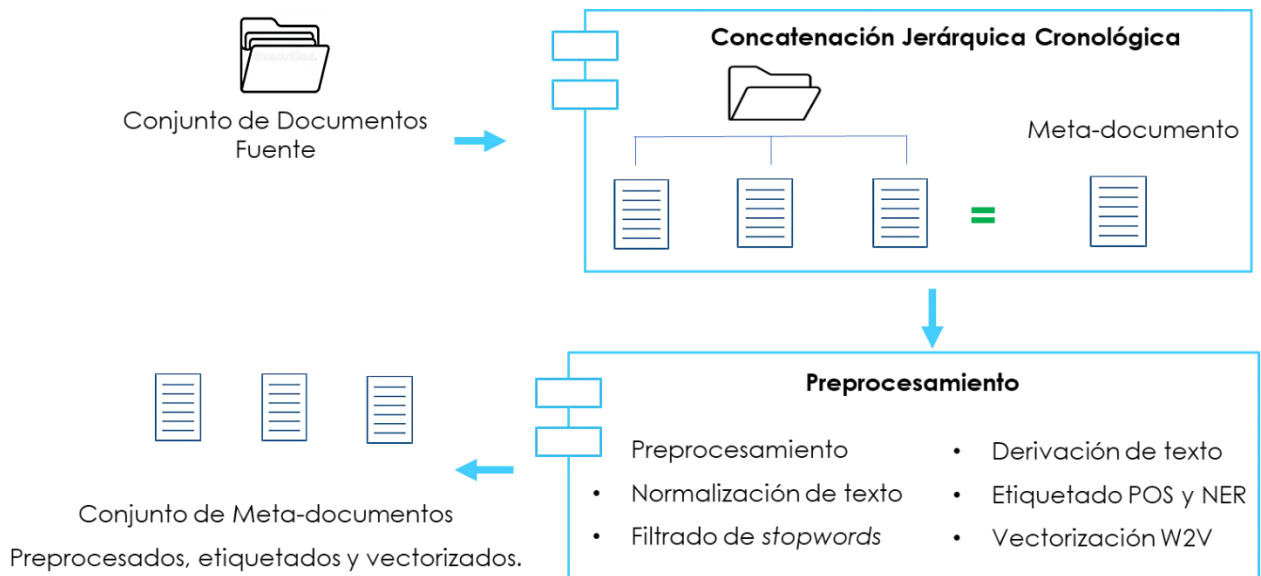 Conjunto de Documentos
Fuente
Concatenación Jerárquica Cronológica
Meta-documento
=
Preprocesamiento
Preprocesamiento
• Normalización de texto
• Filtrado de stopwords
• Derivación de texto
• Etiquetado POS y NER
• Vectorización W2V
Conjunto de Meta-documentos
Preprocesados, etiquetados y vectorizados.